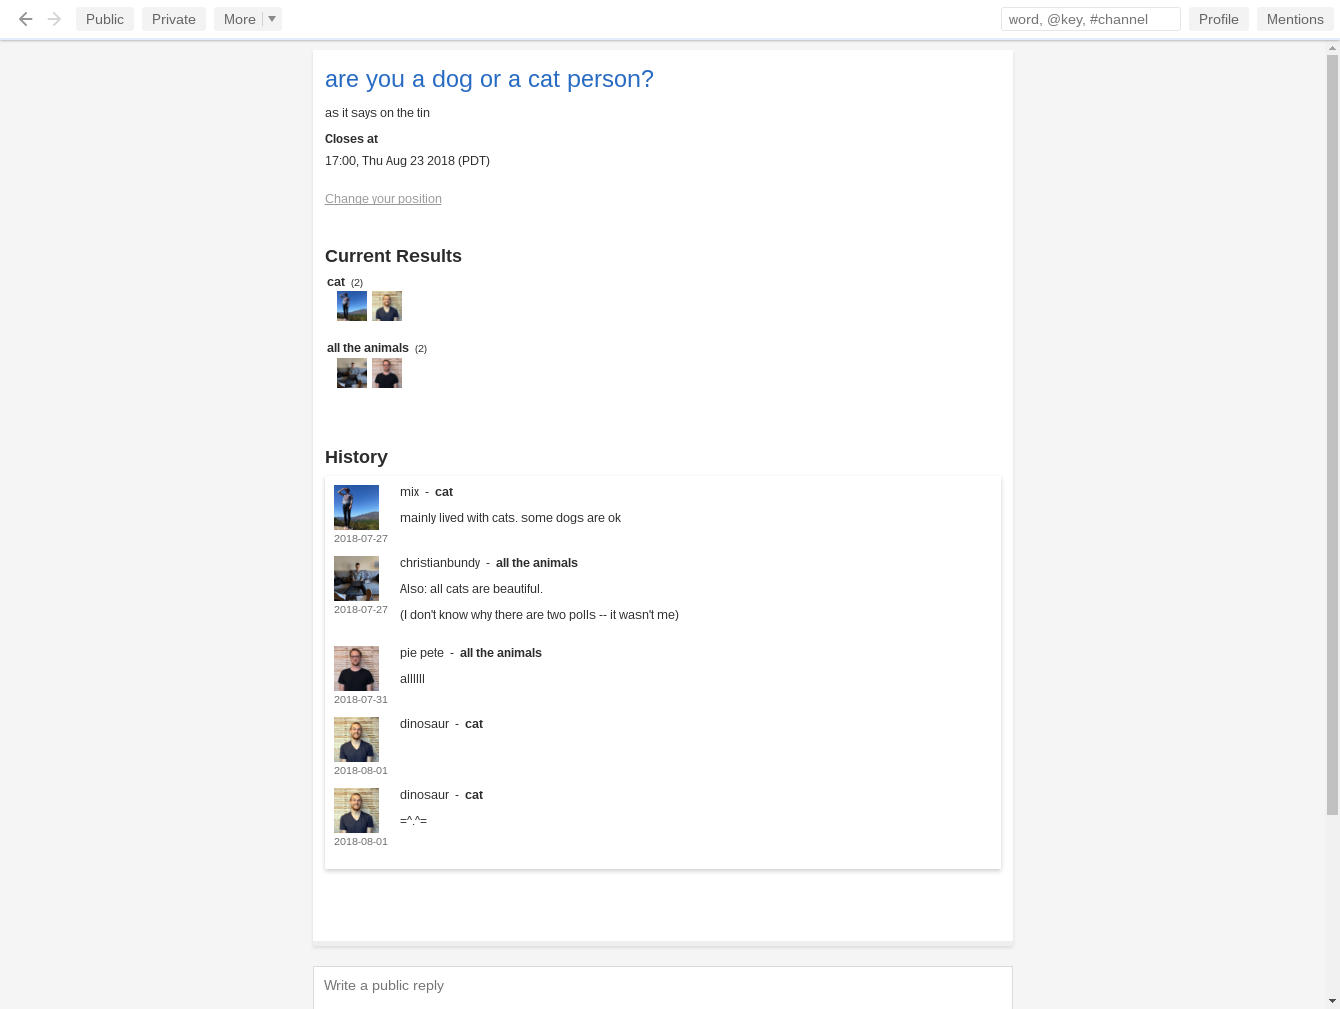 Public Private More word, @key, #channel Profile Mentions
are you a dog or a cat person?
as it says on the tin
Closes at
17:00, Thu Aug 23 2018 (PDT)
Change your position
Current Results
cat (2)
all the animals (2)
History
mix - cat
mainly lived with cats. some dogs are ok
2018-07-27
christianbundy - all the animals
Also: all cats are beautiful.
2018-07-27
(I don't know why there are two polls -- it wasn't me)
pie pete - all the animals
allllll
2018-07-31
dinosaur - cat
2018-08-01
dinosaur - cat
=^.^=
2018-08-01
Write a public reply